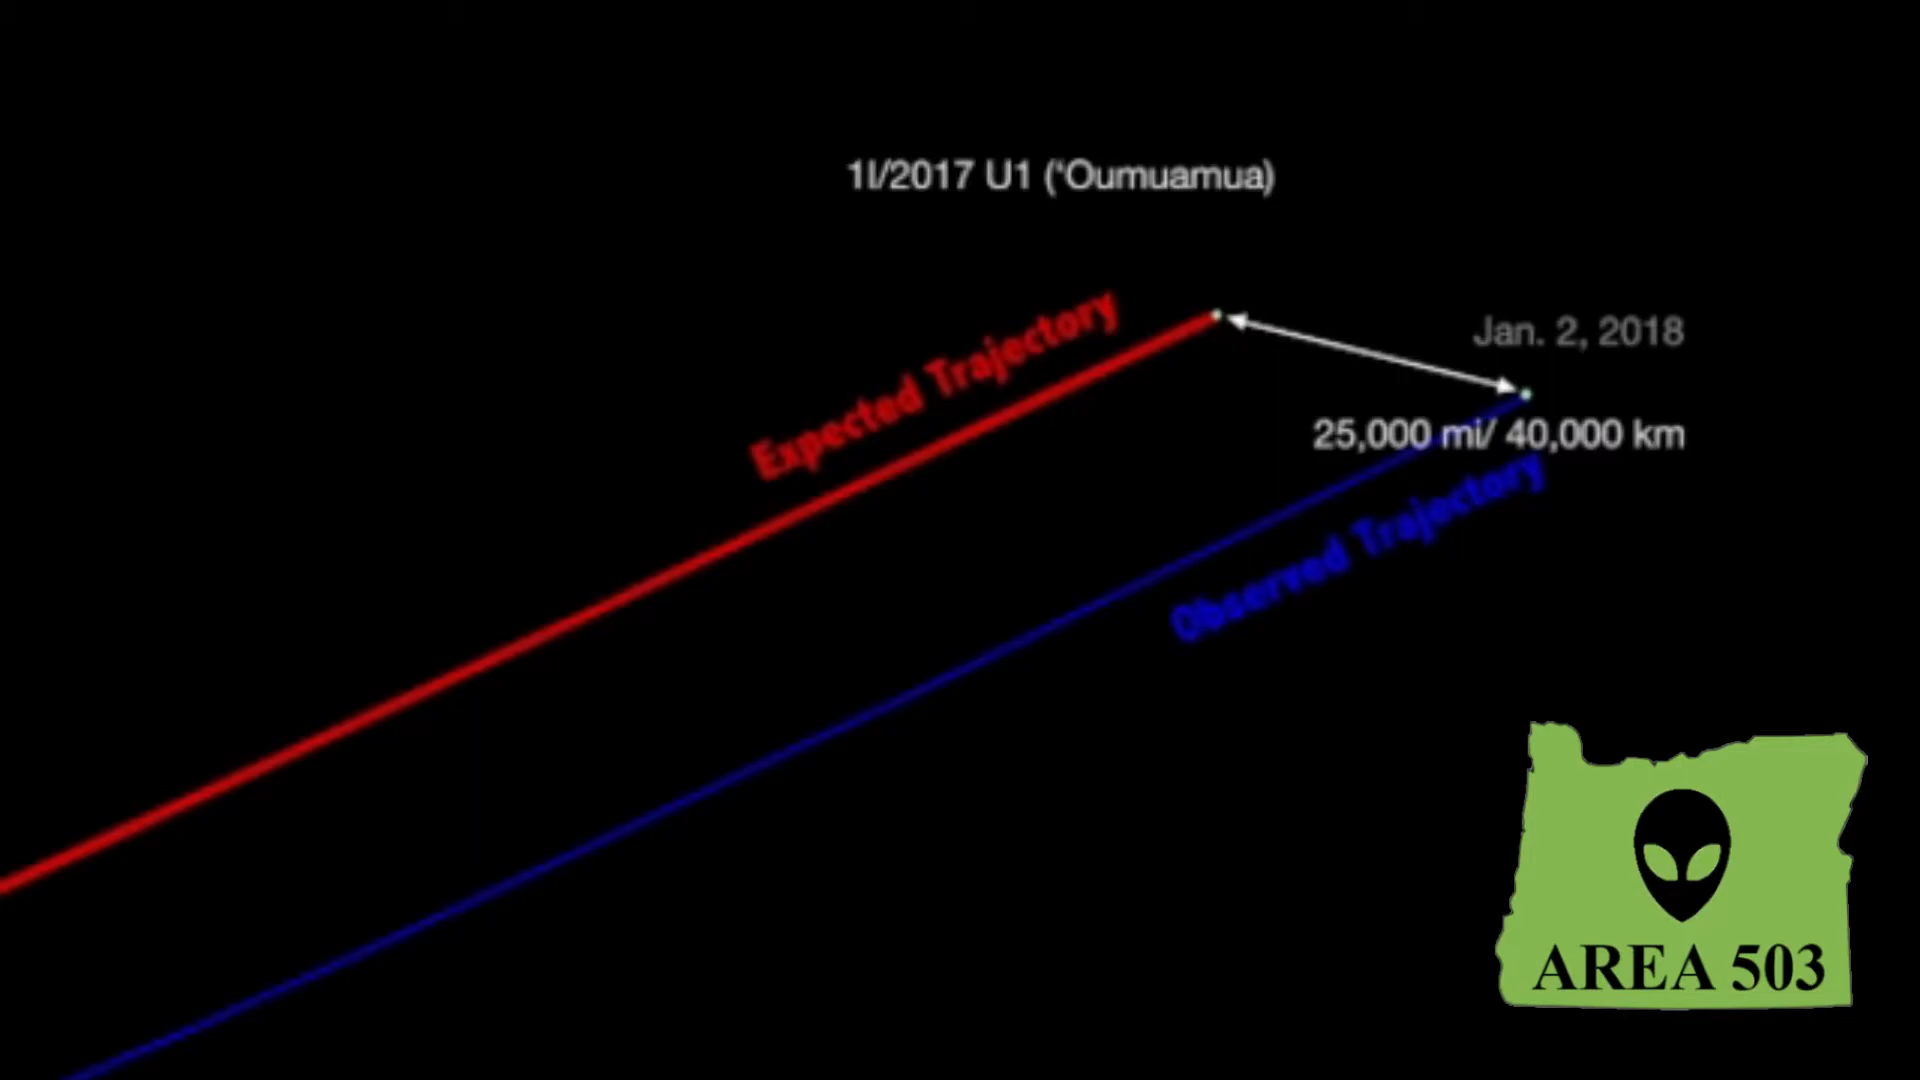 1I/2017 U1 (‘Oumuamua)
Expected Trajectory
Jan. 2, 2018
25,000 mi/ 40,000 km
Observed Trajectory
AREA 503